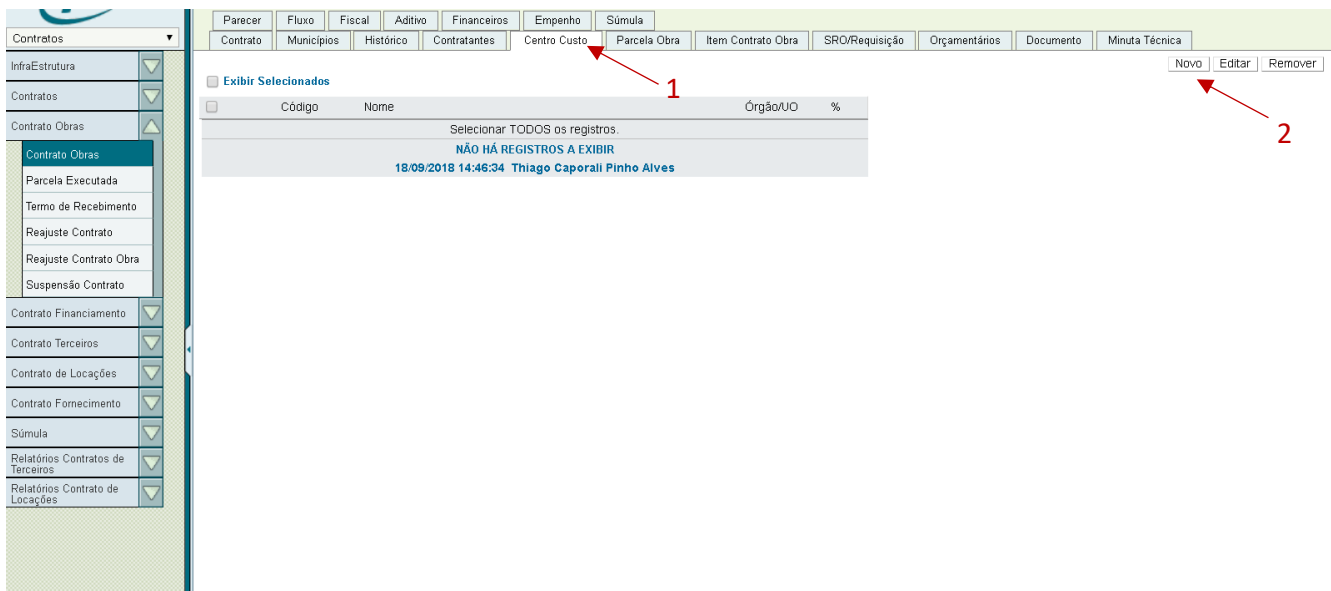 Contratos
InfraEstrutura
Contratos
Contrato Obras
Contrato Obras
Parcela Executada
Termo de Recebimento
Reajuste Contrato
Reajuste Contrato Obra
Suspensão Contrato
Contrato Financiamento
Contrato Terceiros
Contrato de Locações
Contrato Fornecimento
Súmula
Relatórios Contratos de
Terceiros
Relatórios Contrato de
Locações
Parecer Fluxo Fiscal Aditivo Financeiros Empenho Súmula
Contrato Municípios Histórico Contratantes Centro Custo Parcela Obra Item Contrato Obra SRO/Requisição Orçamentários Documento Minuta Técnica
Novo Editar Remover
Exibir Selecionados
1
2
Código Nome Órgão/UO %
Selecionar TODOS os registros.
NÃO HÁ REGISTROS A EXIBIR
18/09/2018 14:46:34 Thiago Caporali Pinho Alves